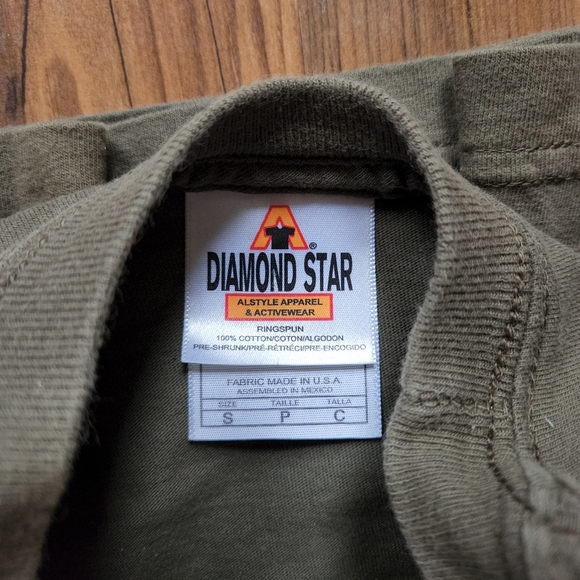 A
®
DIAMOND STAR
ALSTYLE APPAREL
& ACTIVEWEAR
RINGSPUN
100% COTTON/COTON/ALGODON
PRE-SHRUNK/PRÉ-RÉTRÉCI/PRE-ENCOGIDO
FABRIC MADE IN U.S.A
ASSEMBLED IN MEXICO
SIZE TAILLE TALLA
S P C